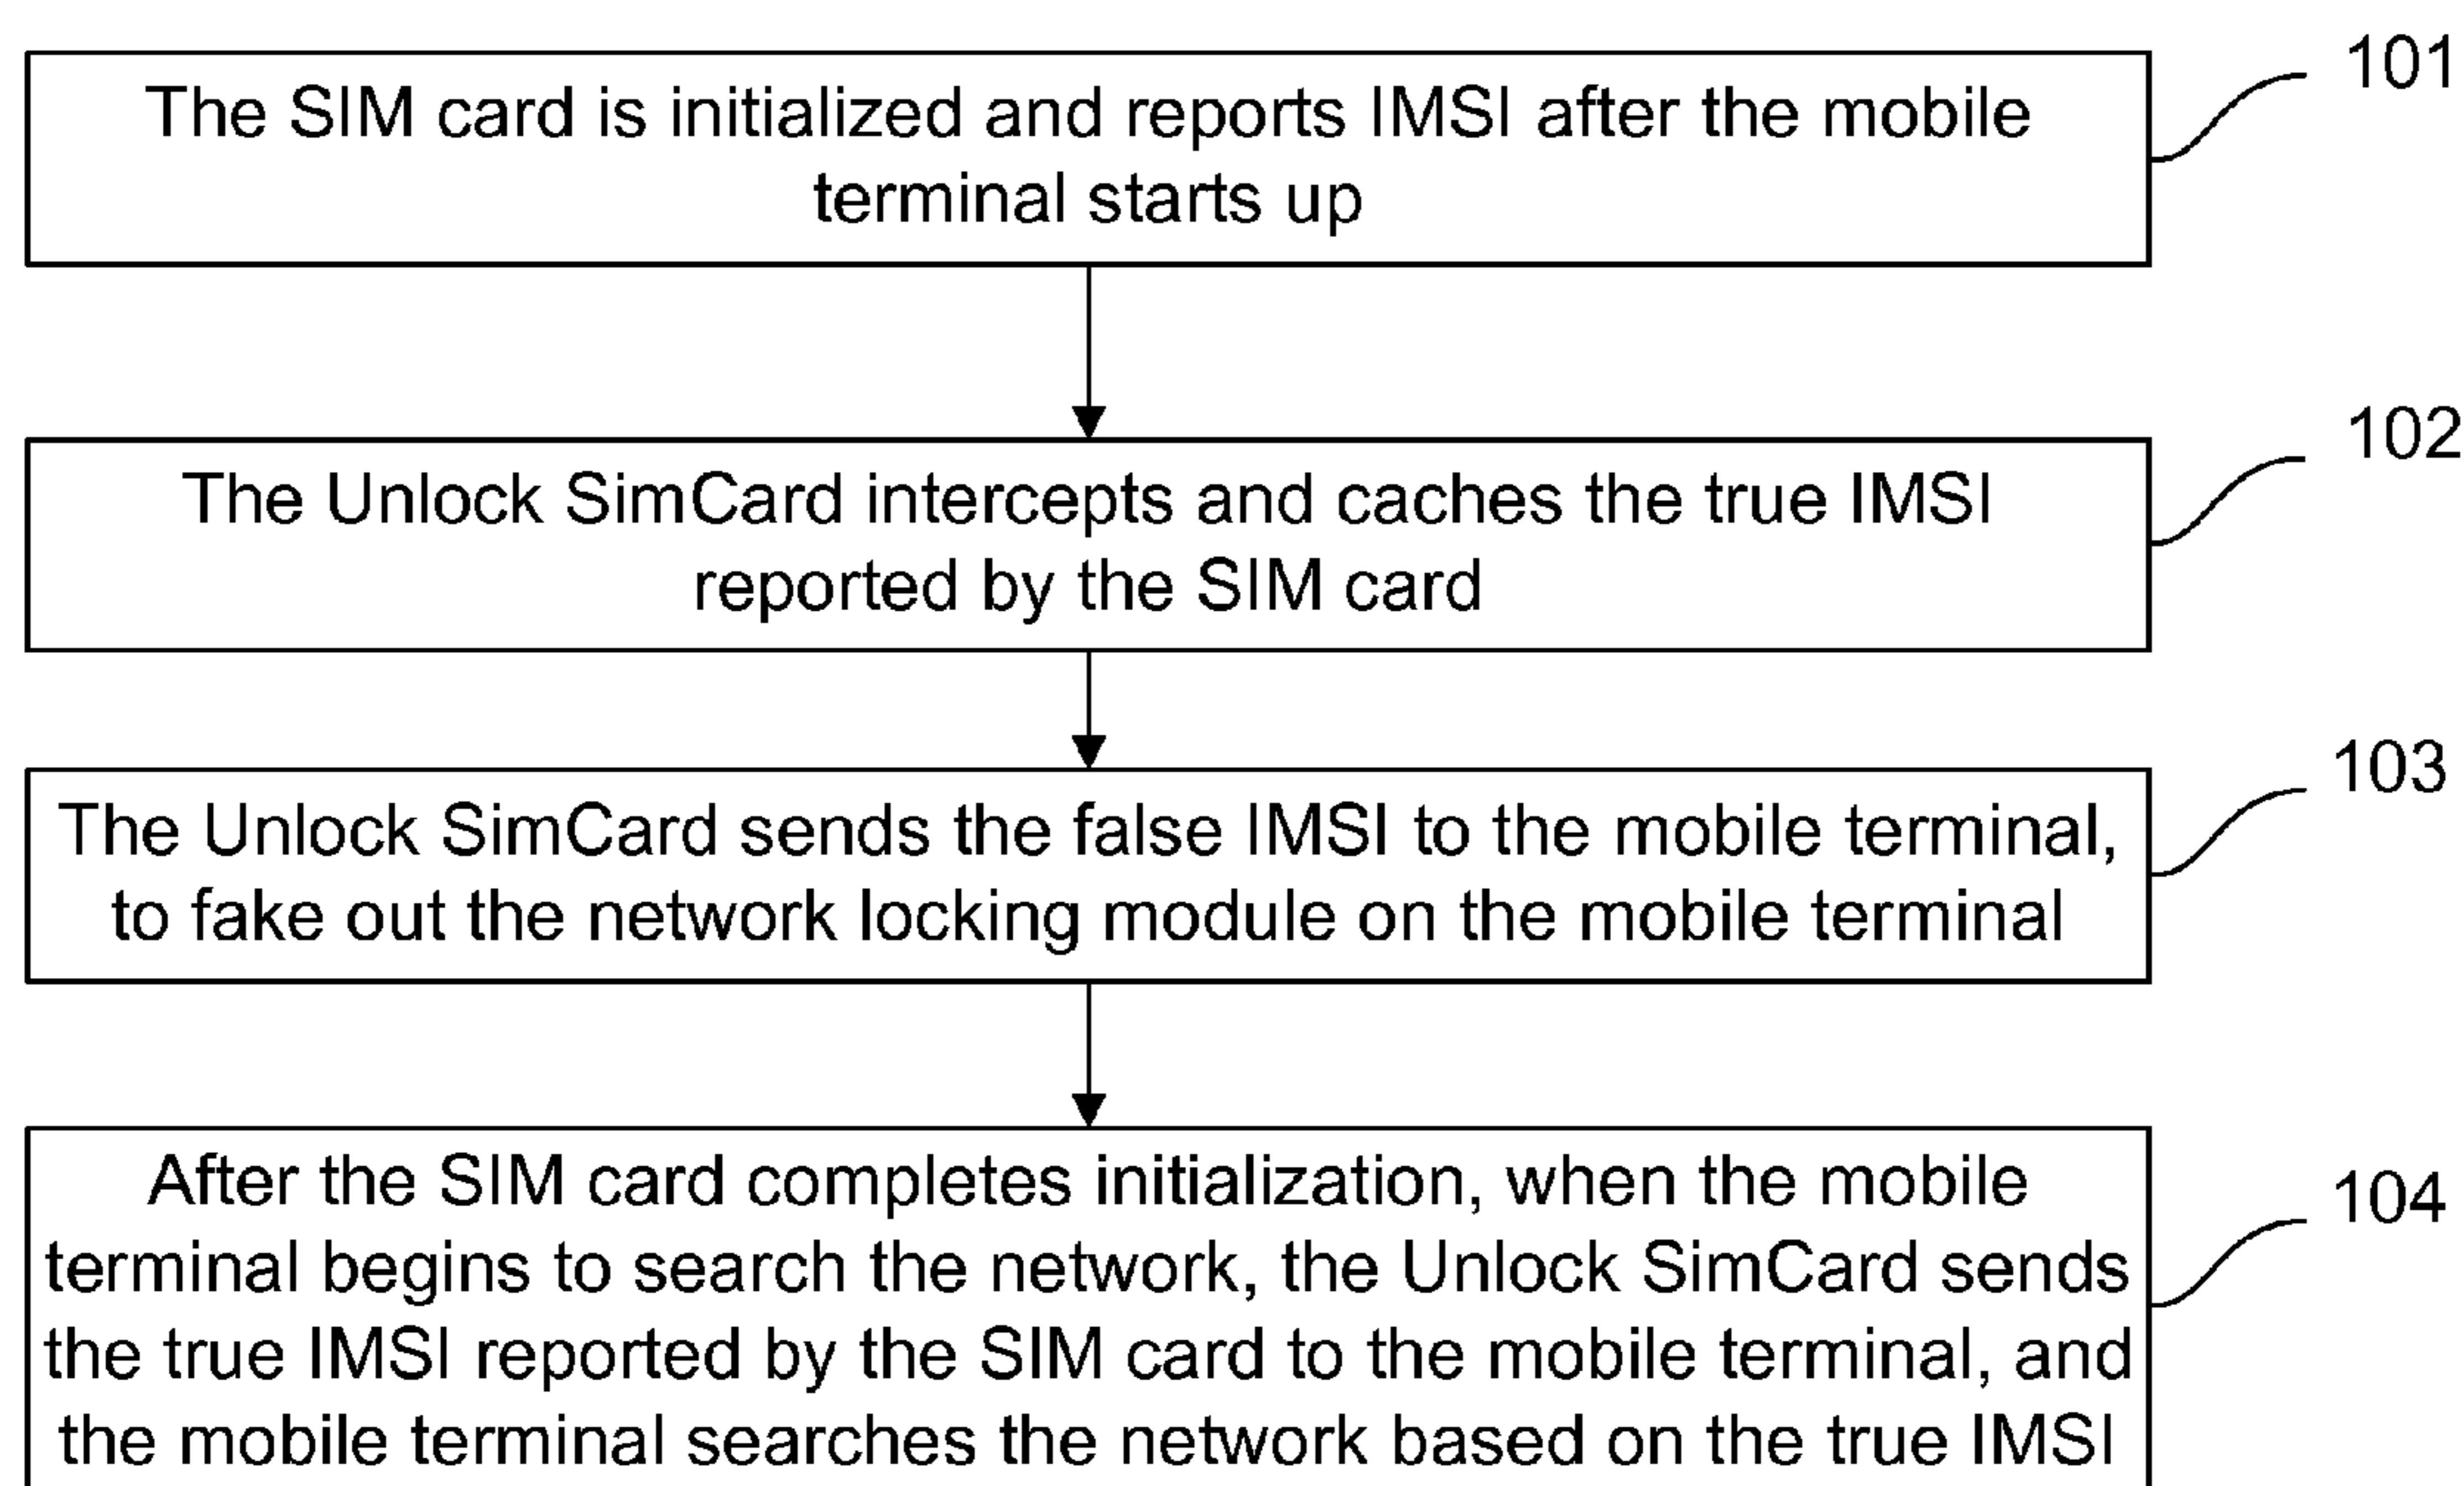 101
The SIM card is initialized and reports IMSI after the mobile
terminal starts up
102
The Unlock SimCard intercepts and caches the true IMSI
reported by the SIM card
103
The Unlock SimCard sends the false IMSI to the mobile terminal,
to fake out the network locking module on the mobile terminal
104
After the SIM card completes initialization, when the mobile
terminal begins to search the network, the Unlock SimCard sends
the true IMSI reported by the SIM card to the mobile terminal, and
the mobile terminal searches the network based on the true IMSI